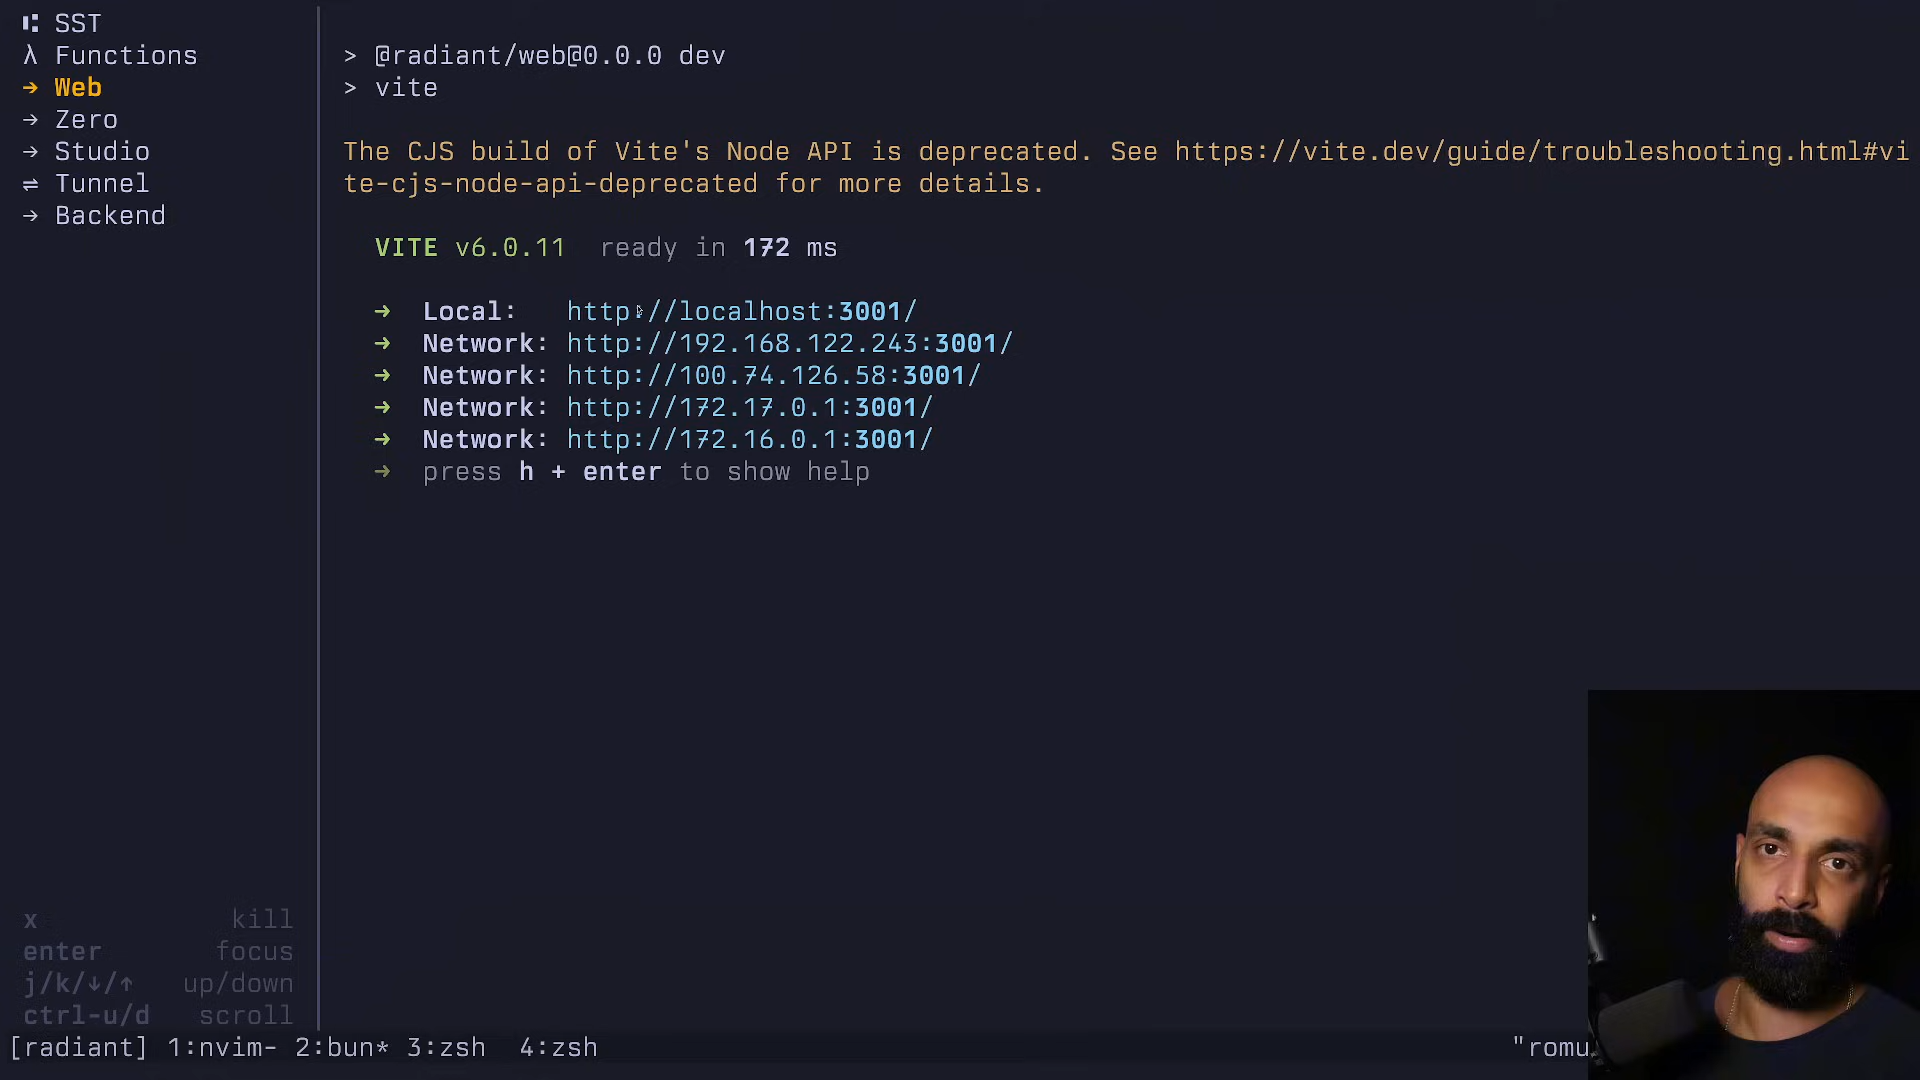 SST
λ Functions
→ Web
→ Zero
→ Studio
⇌ Tunnel
→ Backend
> @radiant/web@0.0.0 dev
> vite
The CJS build of Vite's Node API is deprecated. See https://vite.dev/guide/troubleshooting.html#vi
te-cjs-node-api-deprecated for more details.
VITE v6.0.11 ready in 172 ms
→ Local: http://localhost:3001/
→ Network: http://192.168.122.243:3001/
→ Network: http://100.74.126.58:3001/
→ Network: http://172.17.0.1:3001/
→ Network: http://172.16.0.1:3001/
→ press h + enter to show help
x kill
enter focus
j/k/↓/↑ up/down
ctrl-u/d scroll
[radiant] 1:nvim- 2:bun* 3:zsh 4:zsh "romu